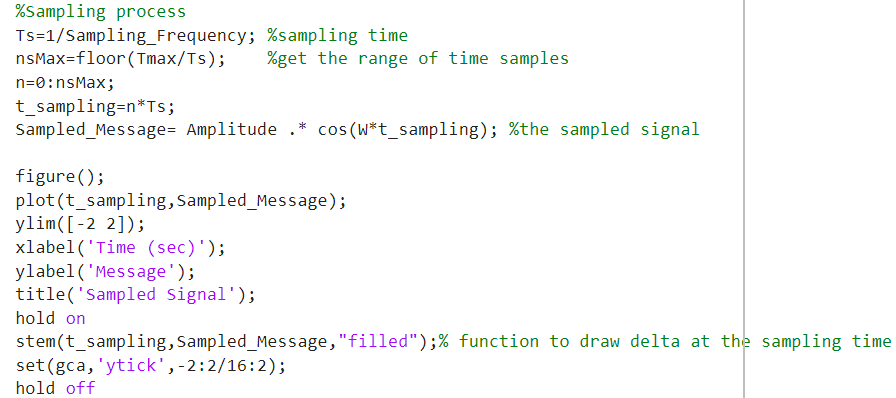 %Sampling process
Ts=1/Sampling_Frequency; %sampling time
nsMax=floor(Tmax/Ts);    %get the range of time samples
n=0:nsMax;
t_sampling=n*Ts;
Sampled_Message= Amplitude .* cos(W*t_sampling); %the sampled signal
figure();
plot(t_sampling,Sampled_Message);
ylim([-2 2]);
xlabel('Time (sec)');
ylabel('Message');
title('Sampled Signal');
hold on
stem(t_sampling,Sampled_Message,"filled");% function to draw delta at the sampling time
set(gca,'ytick',-2:2/16:2);
hold off